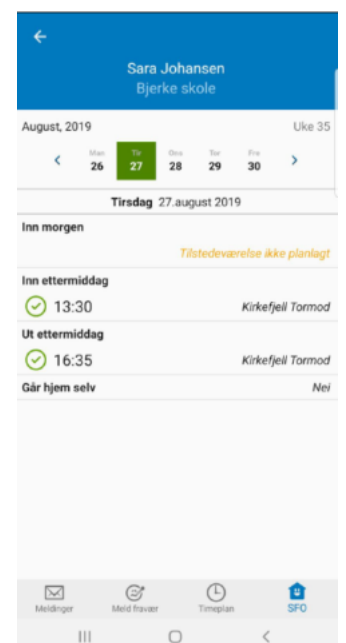 Sara Johansen
Bjerke skole
August, 2019 Uke 35
Man Tir Ons Tor Fre
26 27 28 29 30
Tirsdag 27.august 2019
Inn morgen
Tilstedeværelse ikke planlagt
Inn ettermiddag
13:30 Kirkefjell Tormod
Ut ettermiddag
16:35 Kirkefjell Tormod
Går hjem selv Nei
Meldinger Meld fravær Timeplan SFO